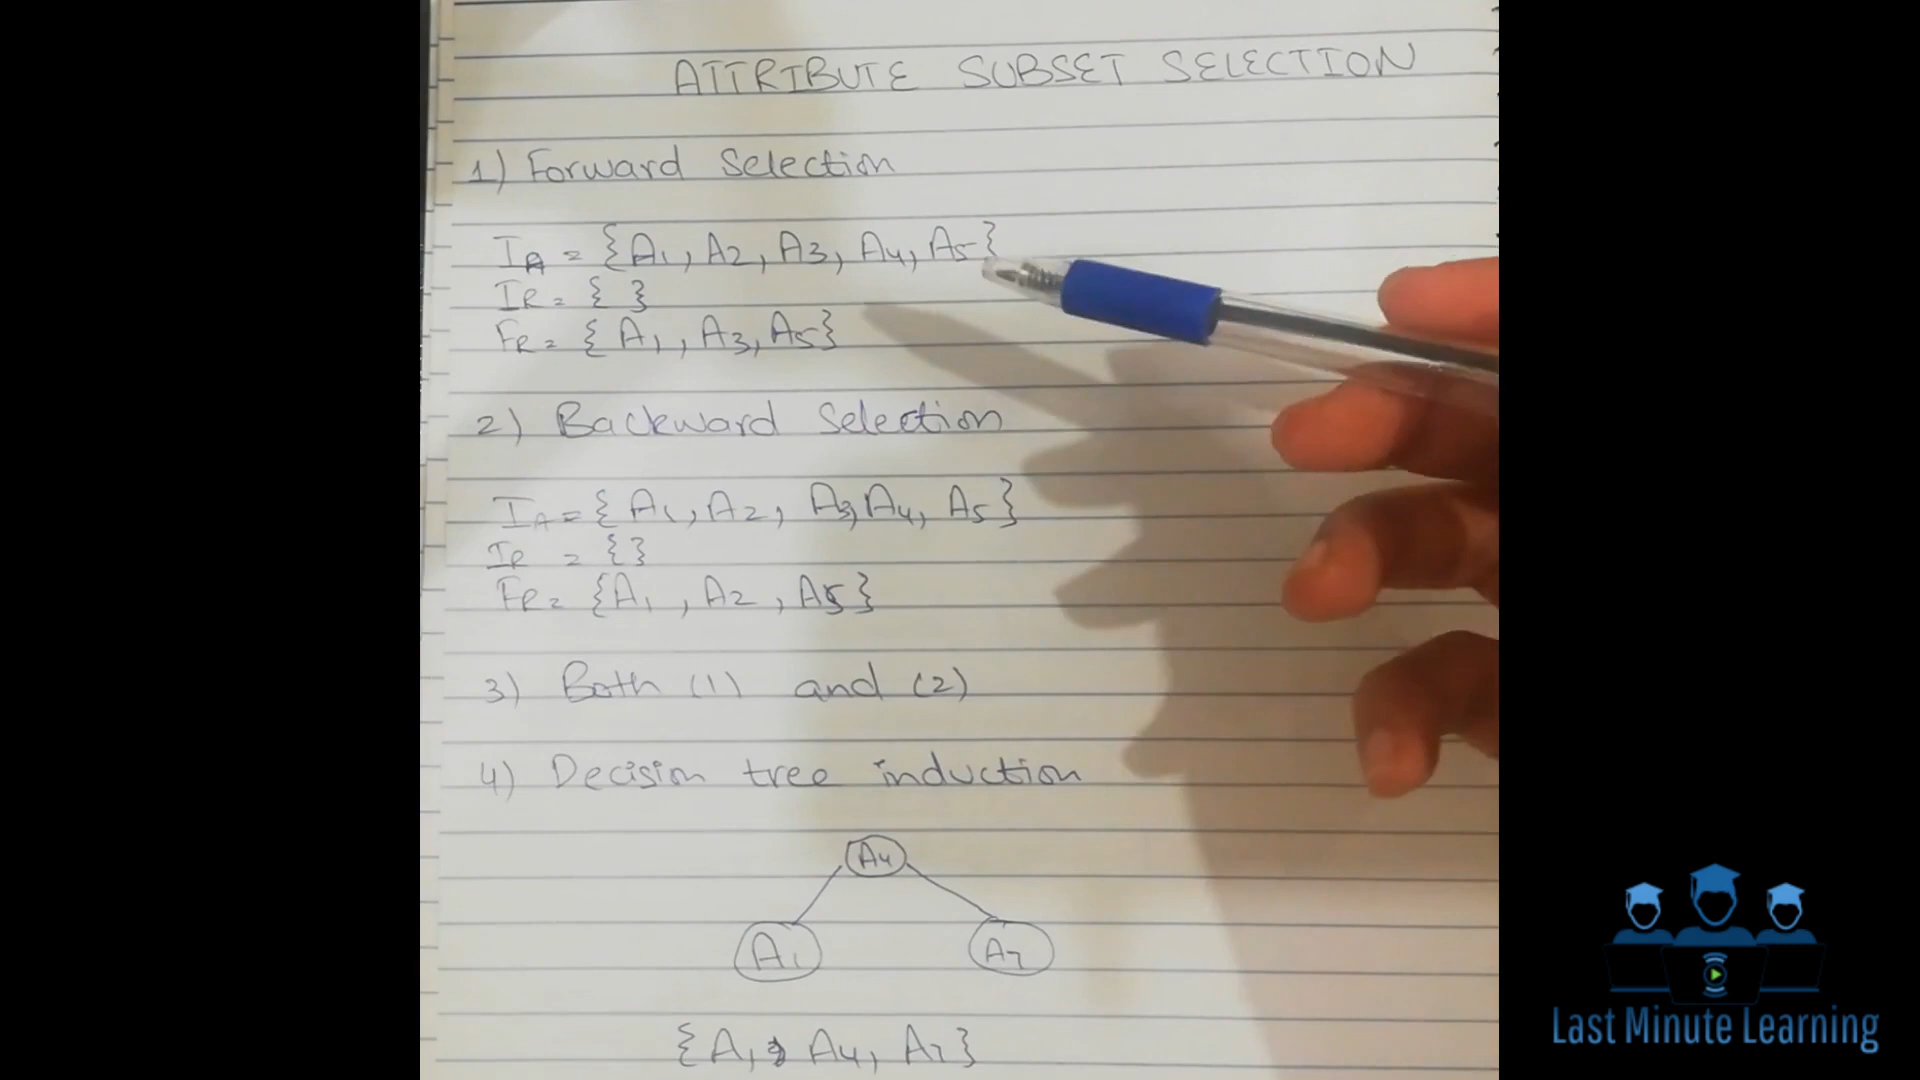 ATTRIBUTE SUBSET SELECTION
1) Forward Selection
IA = {A1, A2, A3, A4, A5}
IR = { }
FR = { A1, A3, A5}
2) Backward Selection
IA = { A1, A2, A3, A4, A5 }
IR = { }
FR = {A1, A2, A5 }
3) Both (1) and (2)
4) Decision tree induction
A4
A1 A7
{A1, A4, A7}
Last Minute Learning